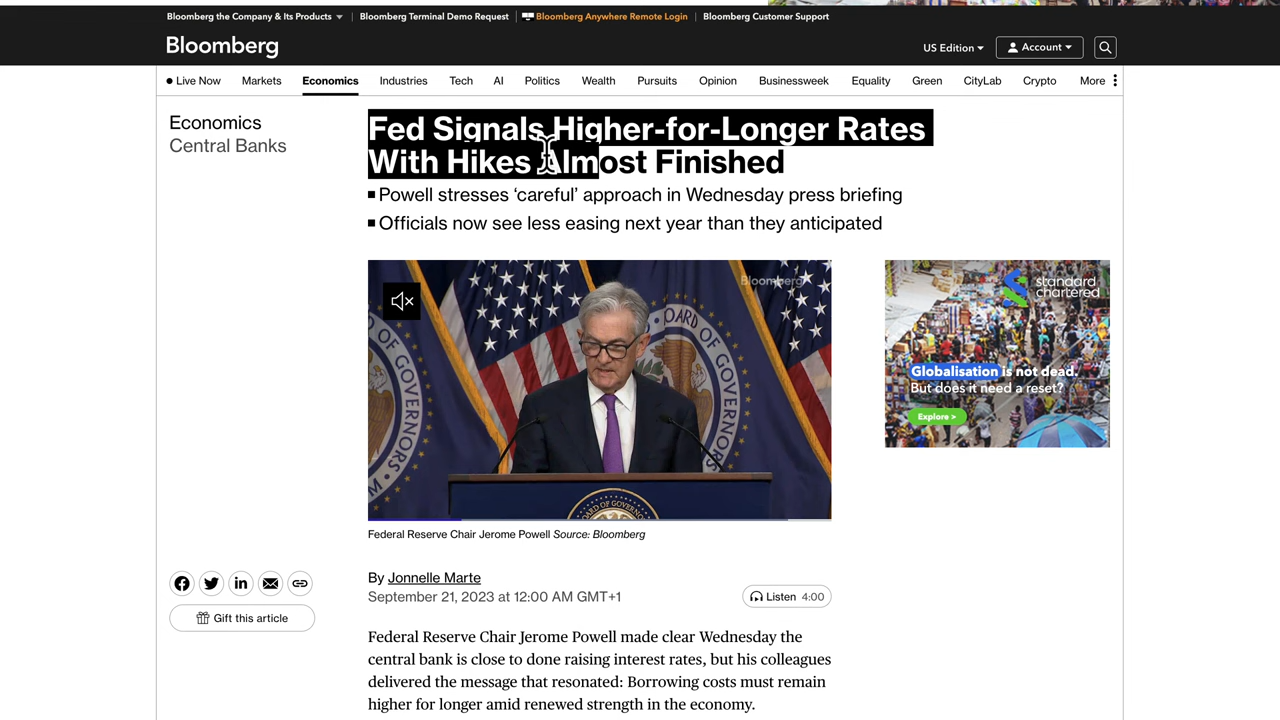 Bloomberg the Company & Its Products
Bloomberg Terminal Demo Request
Bloomberg Anywhere Remote Login
Bloomberg Customer Support
Bloomberg
US Edition
Account
Live Now
Markets
Economics
Industries
Tech
AI
Politics
Wealth
Pursuits
Opinion
Businessweek
Equality
Green
CityLab
Crypto
More
Economics
Central Banks
Fed Signals Higher-for-Longer Rates
With Hikes Almost Finished
Powell stresses ‘careful’ approach in Wednesday press briefing
Officials now see less easing next year than they anticipated
Bloomberg
OARD OF GOVERNORS
GOVERNORS
BOARD OF GOVERNO
standard
chartered
Globalisation is not dead.
But does it need a reset?
Explore >
Federal Reserve Chair Jerome Powell Source: Bloomberg
By Jonnelle Marte
September 21, 2023 at 12:00 AM GMT+1
Listen 4:00
Gift this article
Federal Reserve Chair Jerome Powell made clear Wednesday the
central bank is close to done raising interest rates, but his colleagues
delivered the message that resonated: Borrowing costs must remain
higher for longer amid renewed strength in the economy.